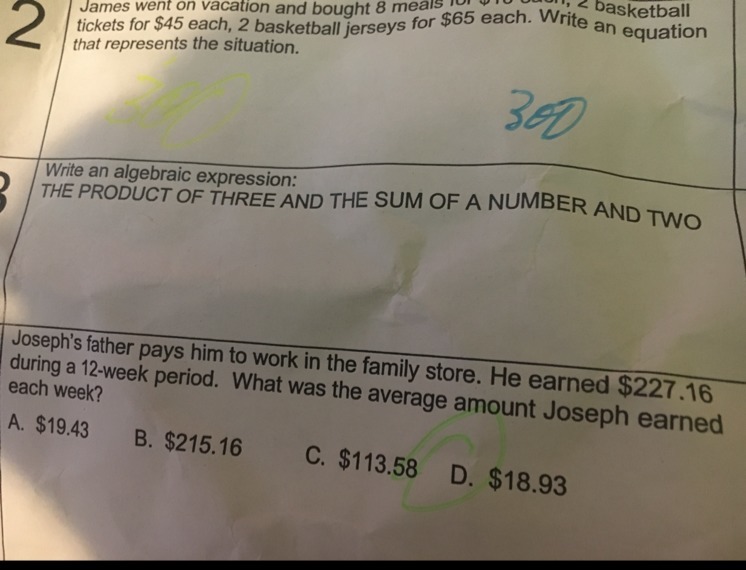 2
James went on vacation and bought 8 meals for 2 basketball
tickets for $45 each, 2 basketball jerseys for $65 each. Write an equation
that represents the situation.
300
300
Write an algebraic expression:
THE PRODUCT OF THREE AND THE SUM OF A NUMBER AND TWO
Joseph's father pays him to work in the family store. He earned $227.16
during a 12-week period. What was the average amount Joseph earned
each week?
A. $19.43 B. $215.16 C. $113.58 D. $18.93